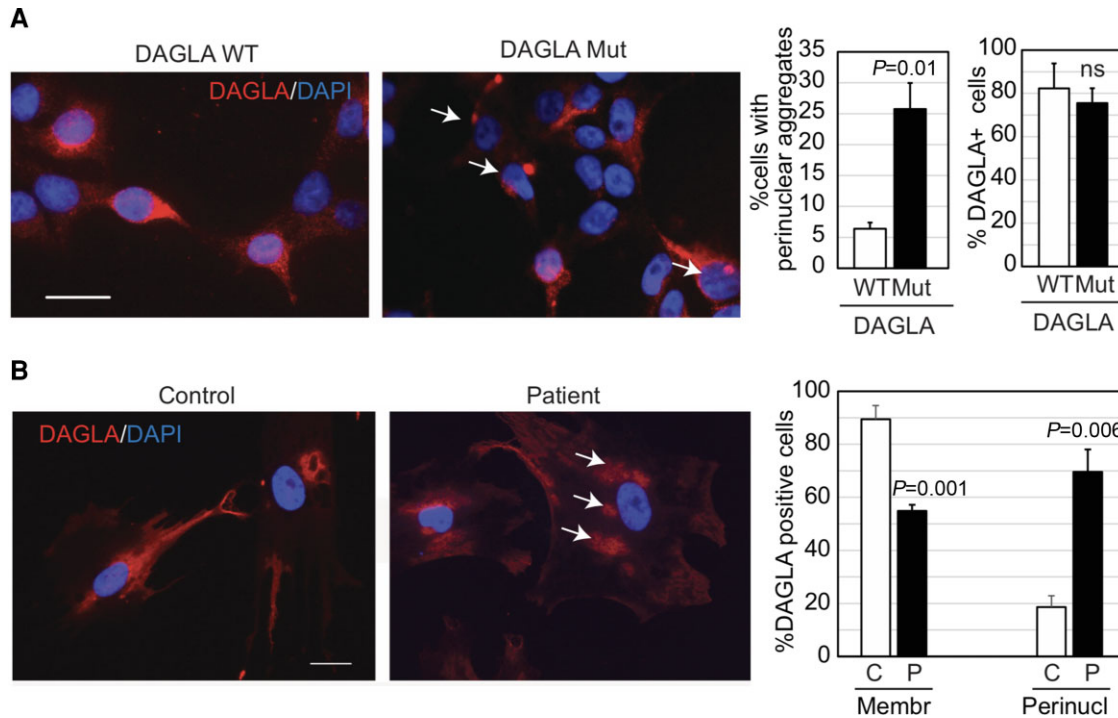 A
DAGLA WT
DAGLA Mut
DAGLA/DAPI
%cells with
perinuclear aggregates
35
30
25
20
15
10
5
0
P=0.01
WT Mut
DAGLA
% DAGLA+ cells
100
80
60
40
20
0
ns
WT Mut
DAGLA
B
Control
Patient
DAGLA/DAPI
%DAGLA positive cells
100
80
60
40
20
0
P=0.001
P=0.006
C P C P
Membr Perinucl